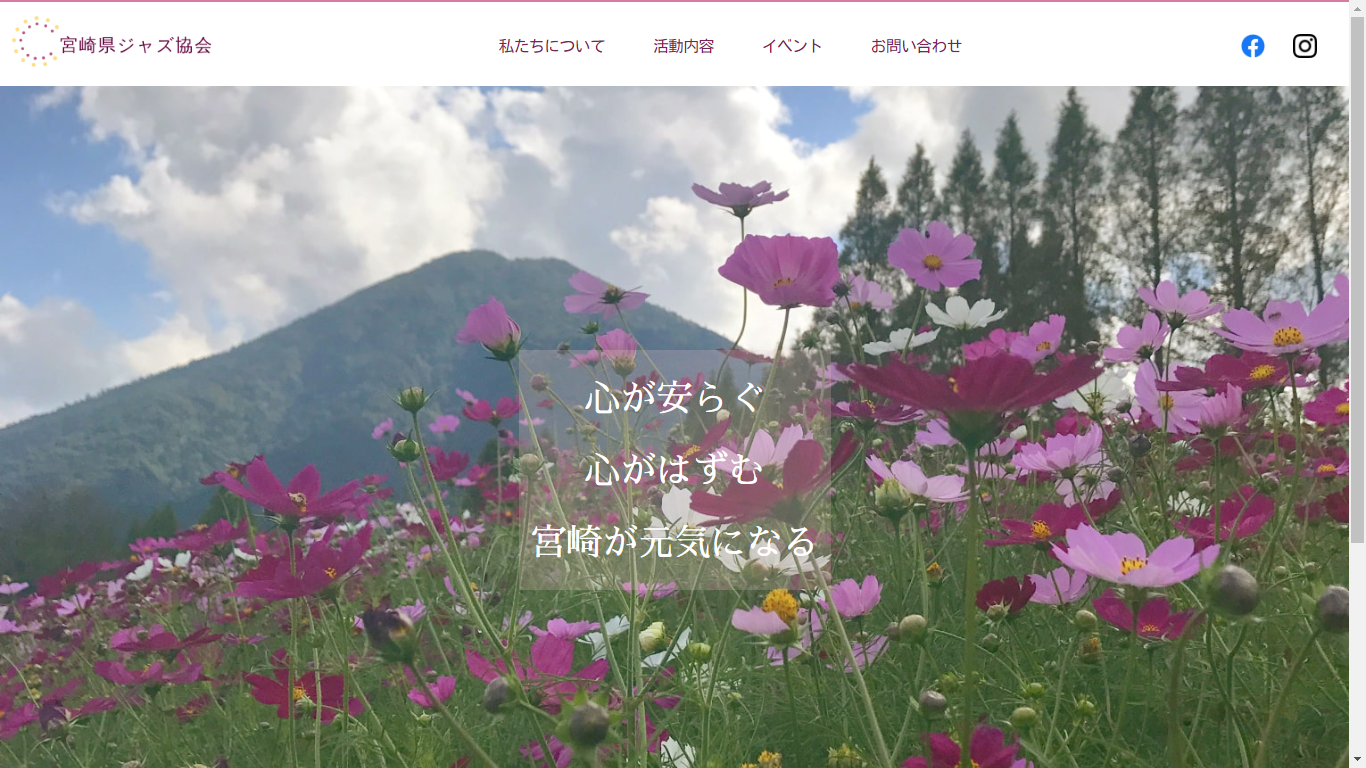 宮崎県ジャズ協会
私たちについて
活動内容
イベント
お問い合わせ
心が安らぐ
心がはずむ
宮崎が元気になる